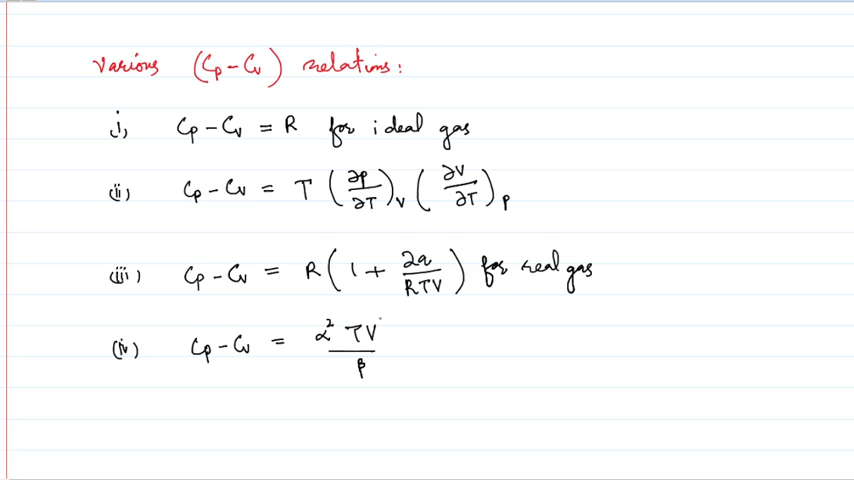 various (Cp - Cv) relations:
(i) Cp - Cv = R for ideal gas
(ii) Cp - Cv = T (∂p/∂T)v (∂V/∂T)p
(iii) Cp - Cv = R (1 + 2a/RTV) for real gas
(iv) Cp - Cv = α² TV/β